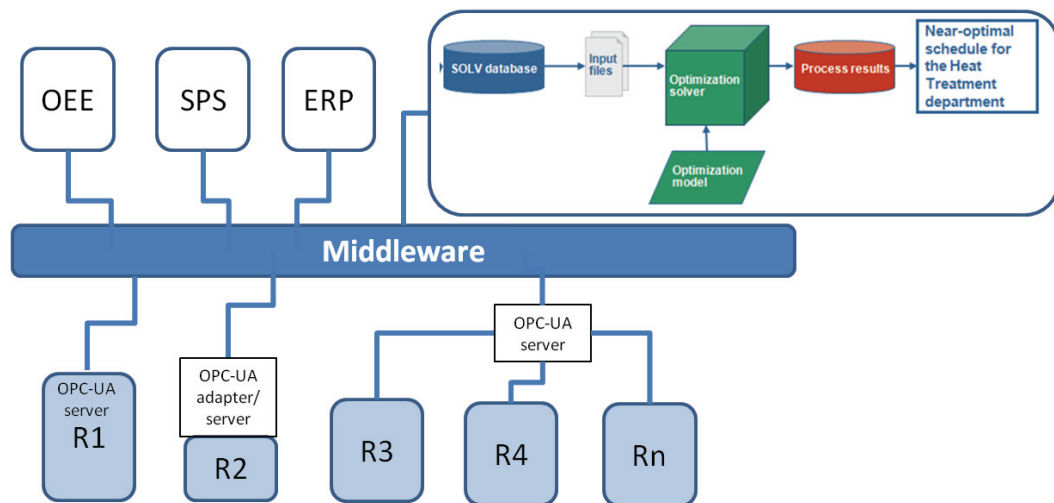 OEE
SPS
ERP
SOLV database
Input
files
Optimization
solver
Process results
Near-optimal
schedule for
the Heat
Treatment
department
Optimization
model
Middleware
OPC-UA
server
R1
OPC-UA
adapter/
server
R2
OPC-UA
server
R3
R4
Rn